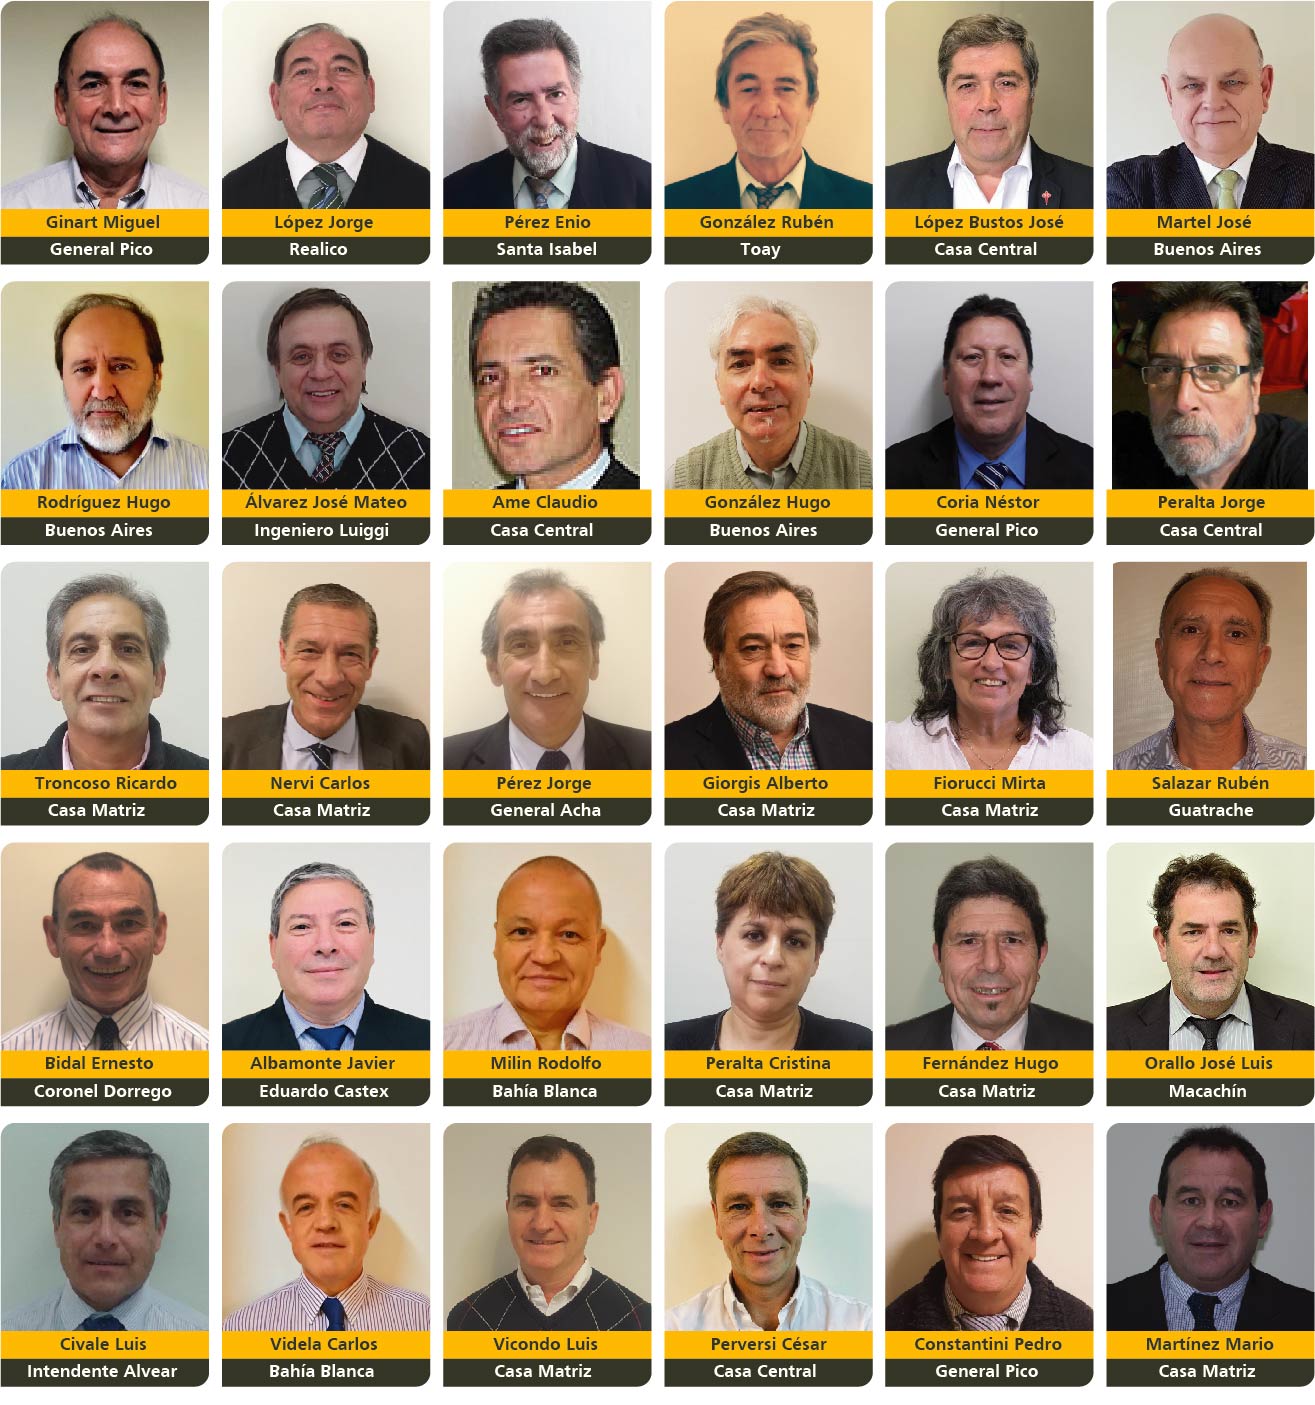 Ginart Miguel
General Pico
López Jorge
Realico
Pérez Enio
Santa Isabel
González Rubén
Toay
López Bustos José
Casa Central
Martel José
Buenos Aires
Rodríguez Hugo
Buenos Aires
Álvarez José Mateo
Ingeniero Luiggi
Ame Claudio
Casa Central
González Hugo
Buenos Aires
Coria Néstor
General Pico
Peralta Jorge
Casa Central
Troncoso Ricardo
Casa Matriz
Nervi Carlos
Casa Matriz
Pérez Jorge
General Acha
Giorgis Alberto
Casa Matriz
Fiorucci Mirta
Casa Matriz
Salazar Rubén
Guatrache
Bidal Ernesto
Coronel Dorrego
Albamonte Javier
Eduardo Castex
Milin Rodolfo
Bahía Blanca
Peralta Cristina
Casa Matriz
Fernández Hugo
Casa Matriz
Orallo José Luis
Macachín
Civale Luis
Intendente Alvear
Videla Carlos
Bahía Blanca
Vicondo Luis
Casa Matriz
Perversi César
Casa Central
Constantini Pedro
General Pico
Martínez Mario
Casa Matriz